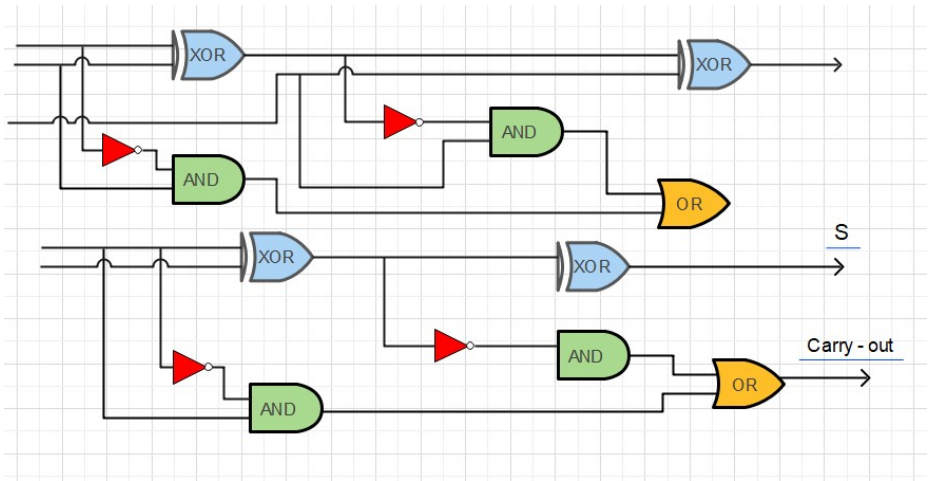 XOR
XOR
AND
AND
OR
S
XOR
XOR
Carry - out
AND
OR
AND